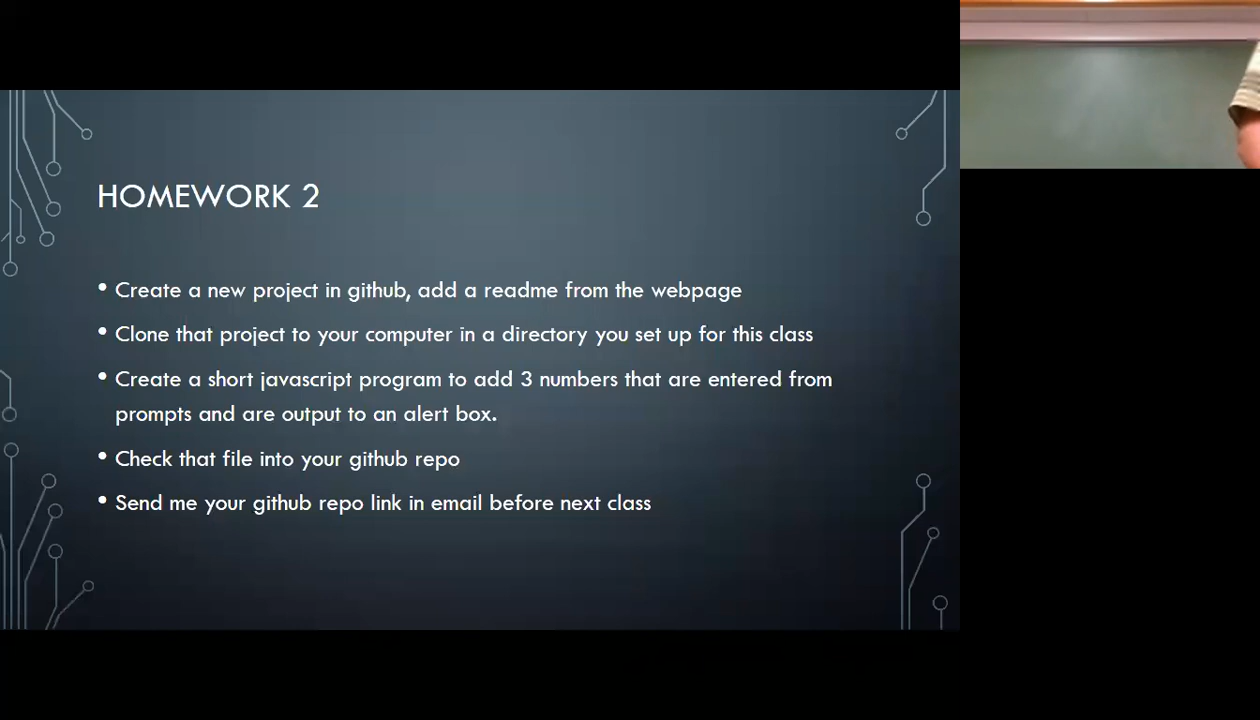 HOMEWORK 2
• Create a new project in github, add a readme from the webpage
• Clone that project to your computer in a directory you set up for this class
• Create a short javascript program to add 3 numbers that are entered from
prompts and are output to an alert box.
• Check that file into your github repo
• Send me your github repo link in email before next class